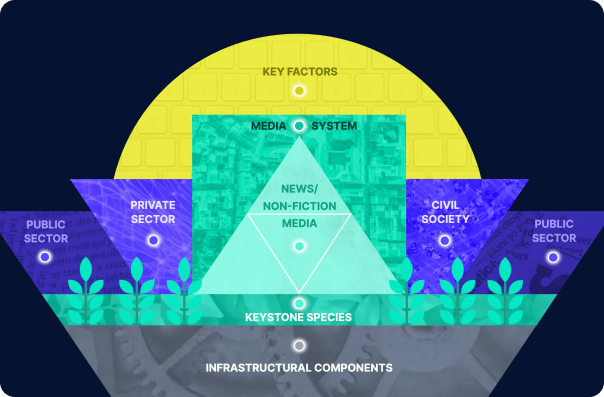 KEY FACTORS
MEDIA SYSTEM
NEWS/
NON-FICTION
MEDIA
PRIVATE
SECTOR
CIVIL
SOCIETY
PUBLIC
SECTOR
PUBLIC
SECTOR
KEYSTONE SPECIES
INFRASTRUCTURAL COMPONENTS